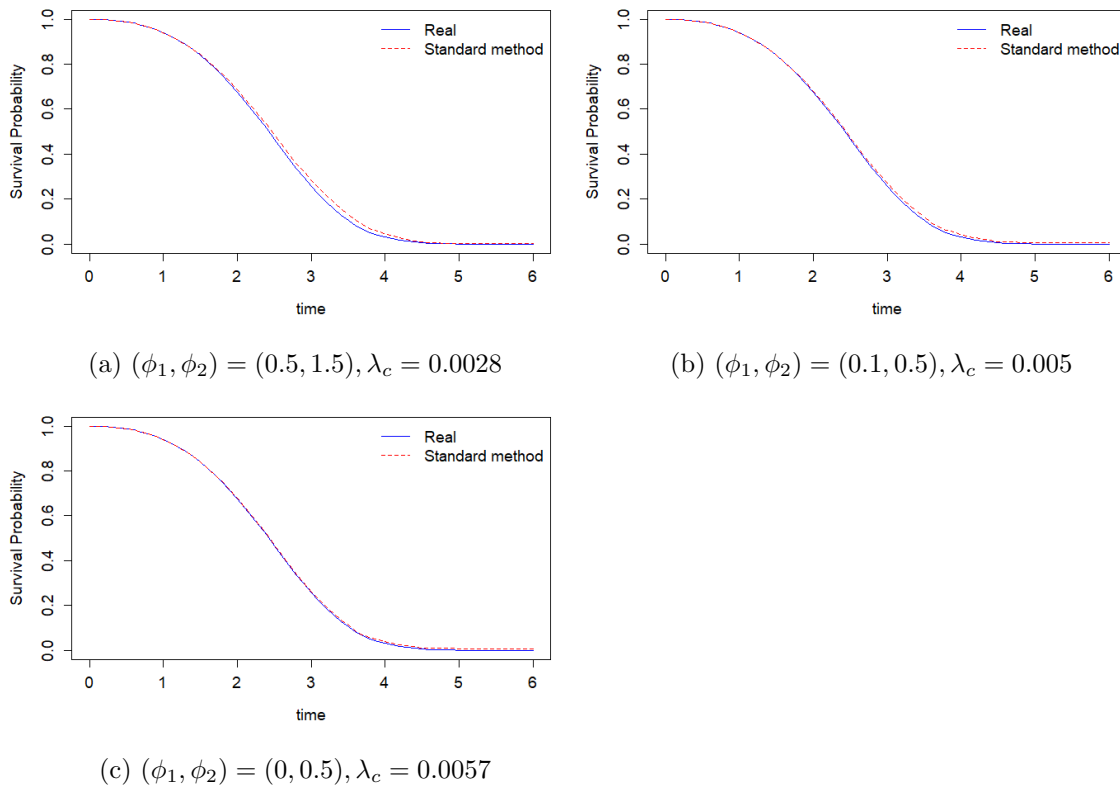 Real
Standard method
Survival Probability
1.0
0.8
0.6
0.4
0.2
0.0
0 1 2 3 4 5 6
time
(a) (ϕ₁, ϕ₂) = (0.5, 1.5), λ_c = 0.0028
Real
Standard method
Survival Probability
1.0
0.8
0.6
0.4
0.2
0.0
0 1 2 3 4 5 6
time
(b) (ϕ₁, ϕ₂) = (0.1, 0.5), λ_c = 0.005
Real
Standard method
Survival Probability
1.0
0.8
0.6
0.4
0.2
0.0
0 1 2 3 4 5 6
time
(c) (ϕ₁, ϕ₂) = (0, 0.5), λ_c = 0.0057